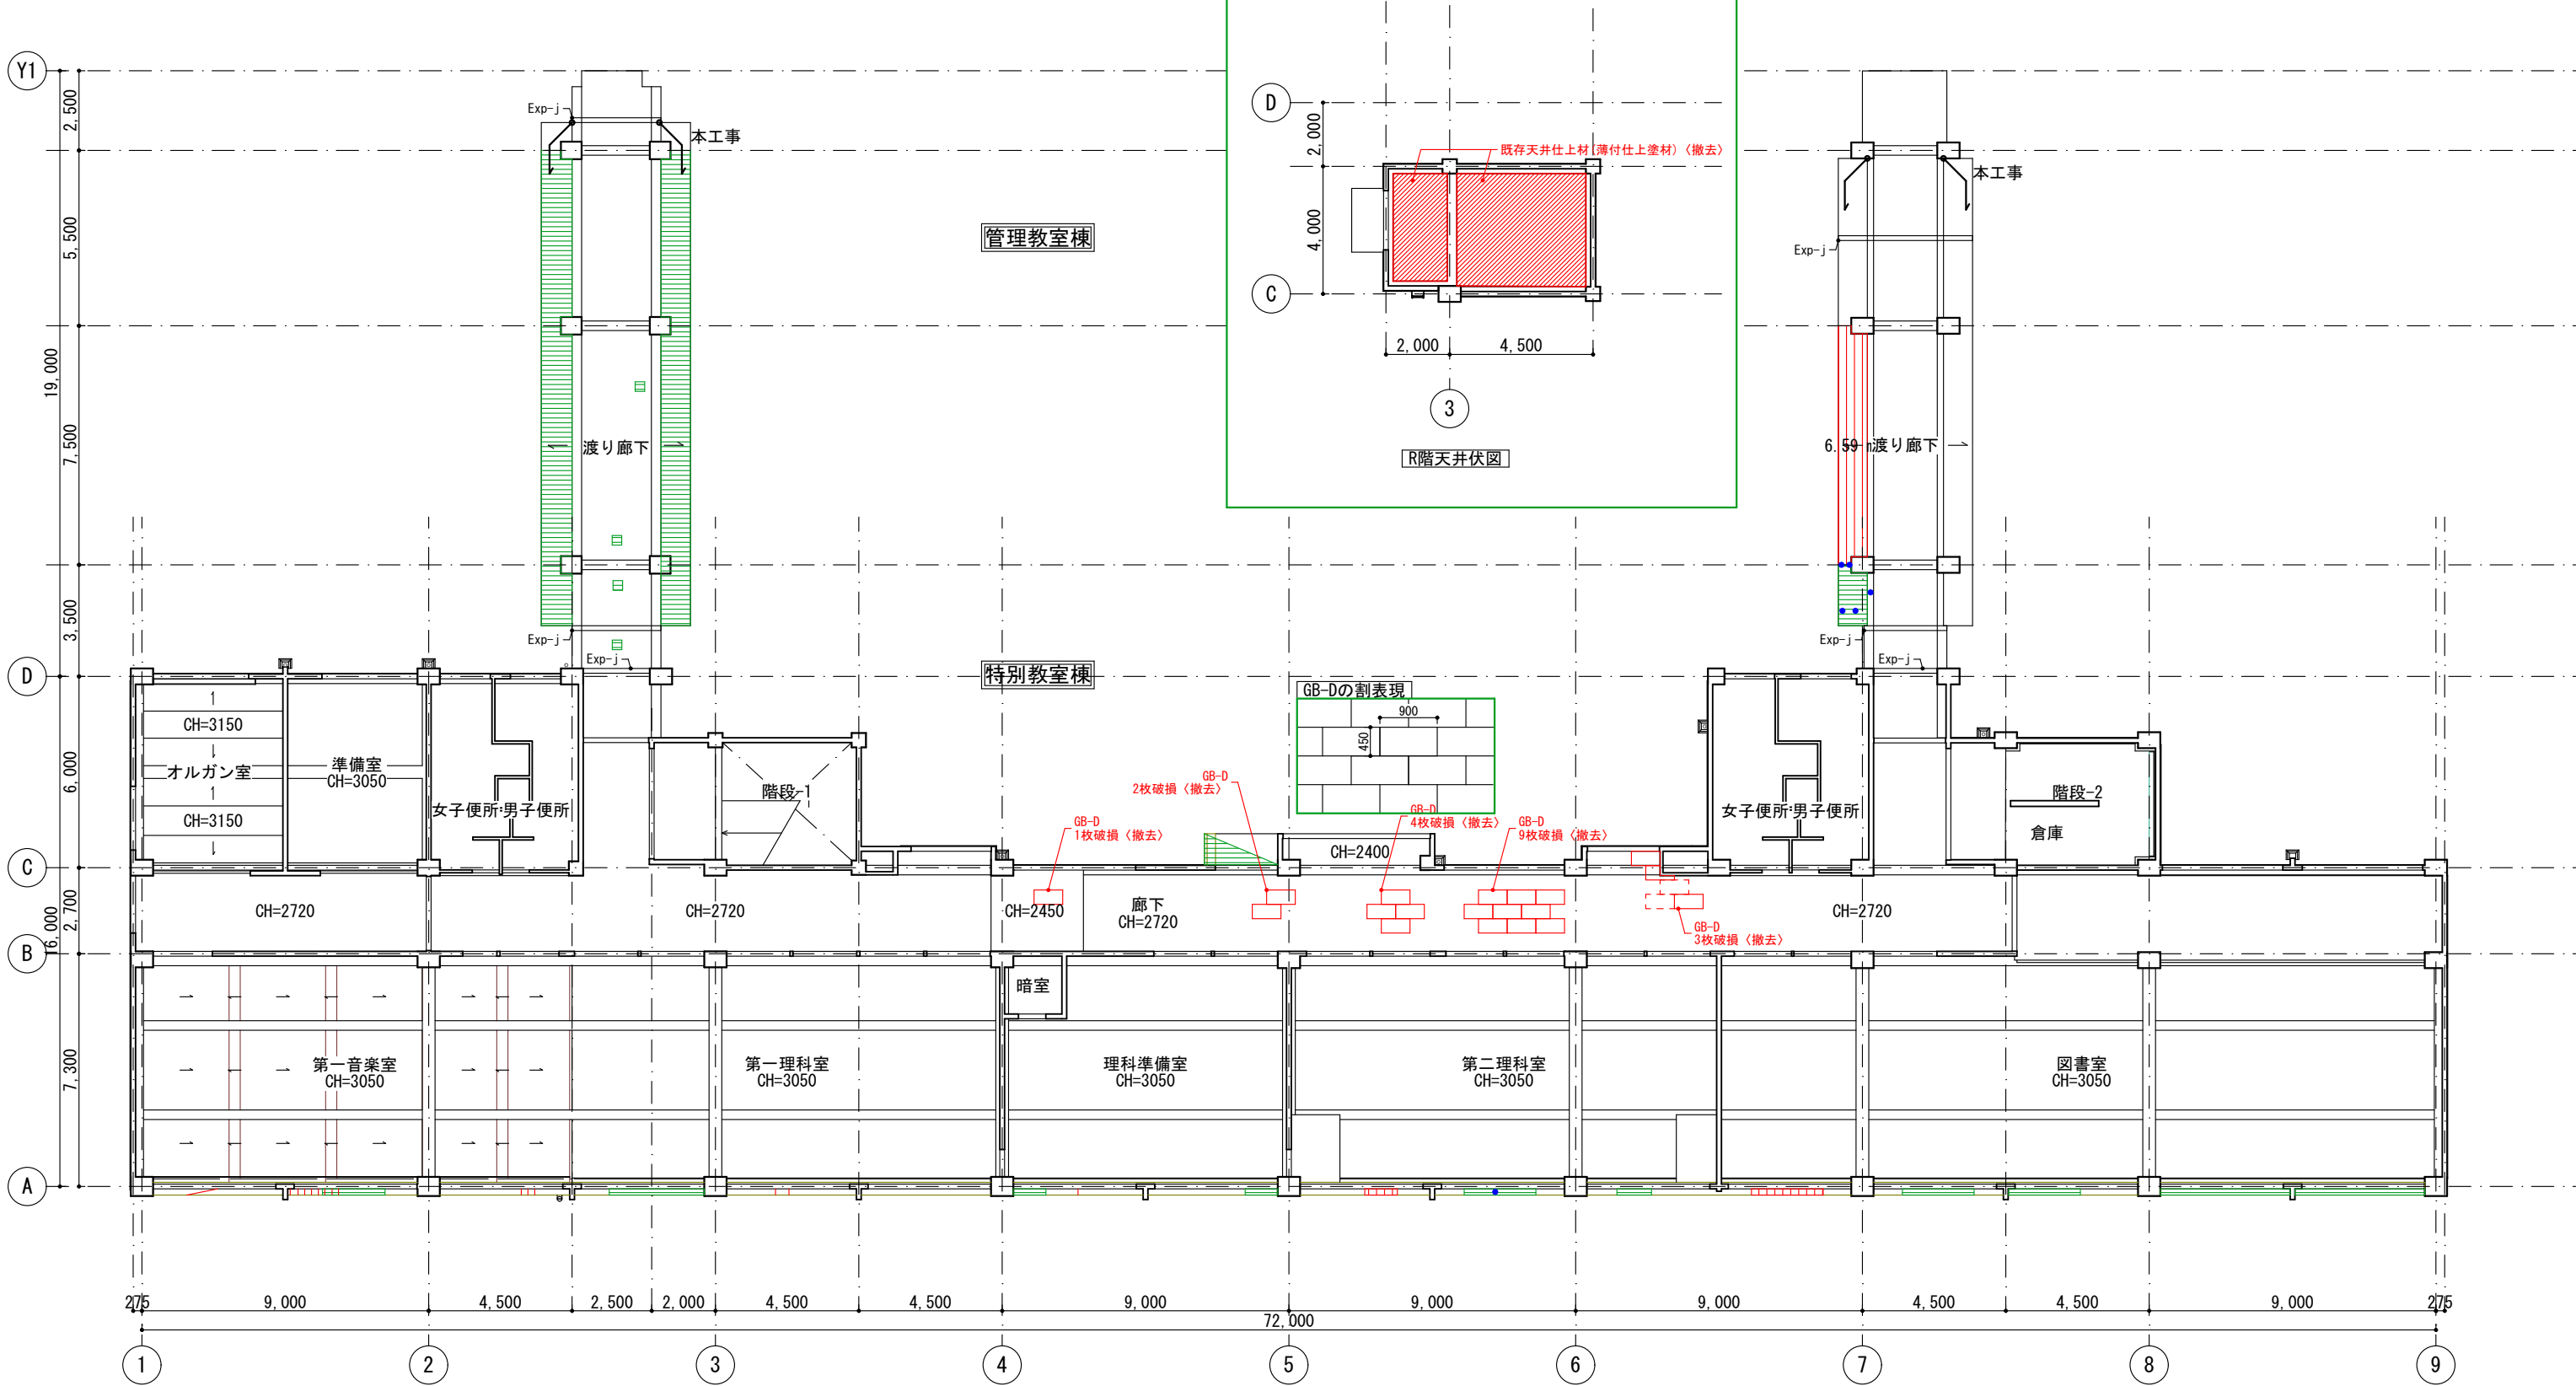 Y1
2,500
5,500
19,000
7,500
3,500
D
6,000
C
2,700
16,000
B
7,300
A
Exp-j
本工事
渡り廊下
Exp-j
Exp-j
管理教室棟
特別教室棟
D
2,000
4,000
C
既存天井仕上材(薄付仕上塗材)〈撤去〉
2,000
4,500
3
R階天井伏図
本工事
Exp-j
6.59 ㎡渡り廊下
Exp-j
Exp-j
GB-Dの割表現
900
450
CH=3150
オルガン室
CH=3150
準備室
CH=3050
女子便所
男子便所
階段-1
GB-D
1枚破損〈撤去〉
GB-D
2枚破損〈撤去〉
GB-D
4枚破損〈撤去〉
GB-D
9枚破損〈撤去〉
GB-D
3枚破損〈撤去〉
CH=2400
女子便所
男子便所
階段-2
倉庫
CH=2720
CH=2720
CH=2450
廊下
CH=2720
CH=2720
暗室
第一音楽室
CH=3050
第一理科室
CH=3050
理科準備室
CH=3050
第二理科室
CH=3050
図書室
CH=3050
275
9,000
4,500
2,500
2,000
4,500
4,500
9,000
9,000
9,000
4,500
4,500
9,000
275
72,000
1
2
3
4
5
6
7
8
9